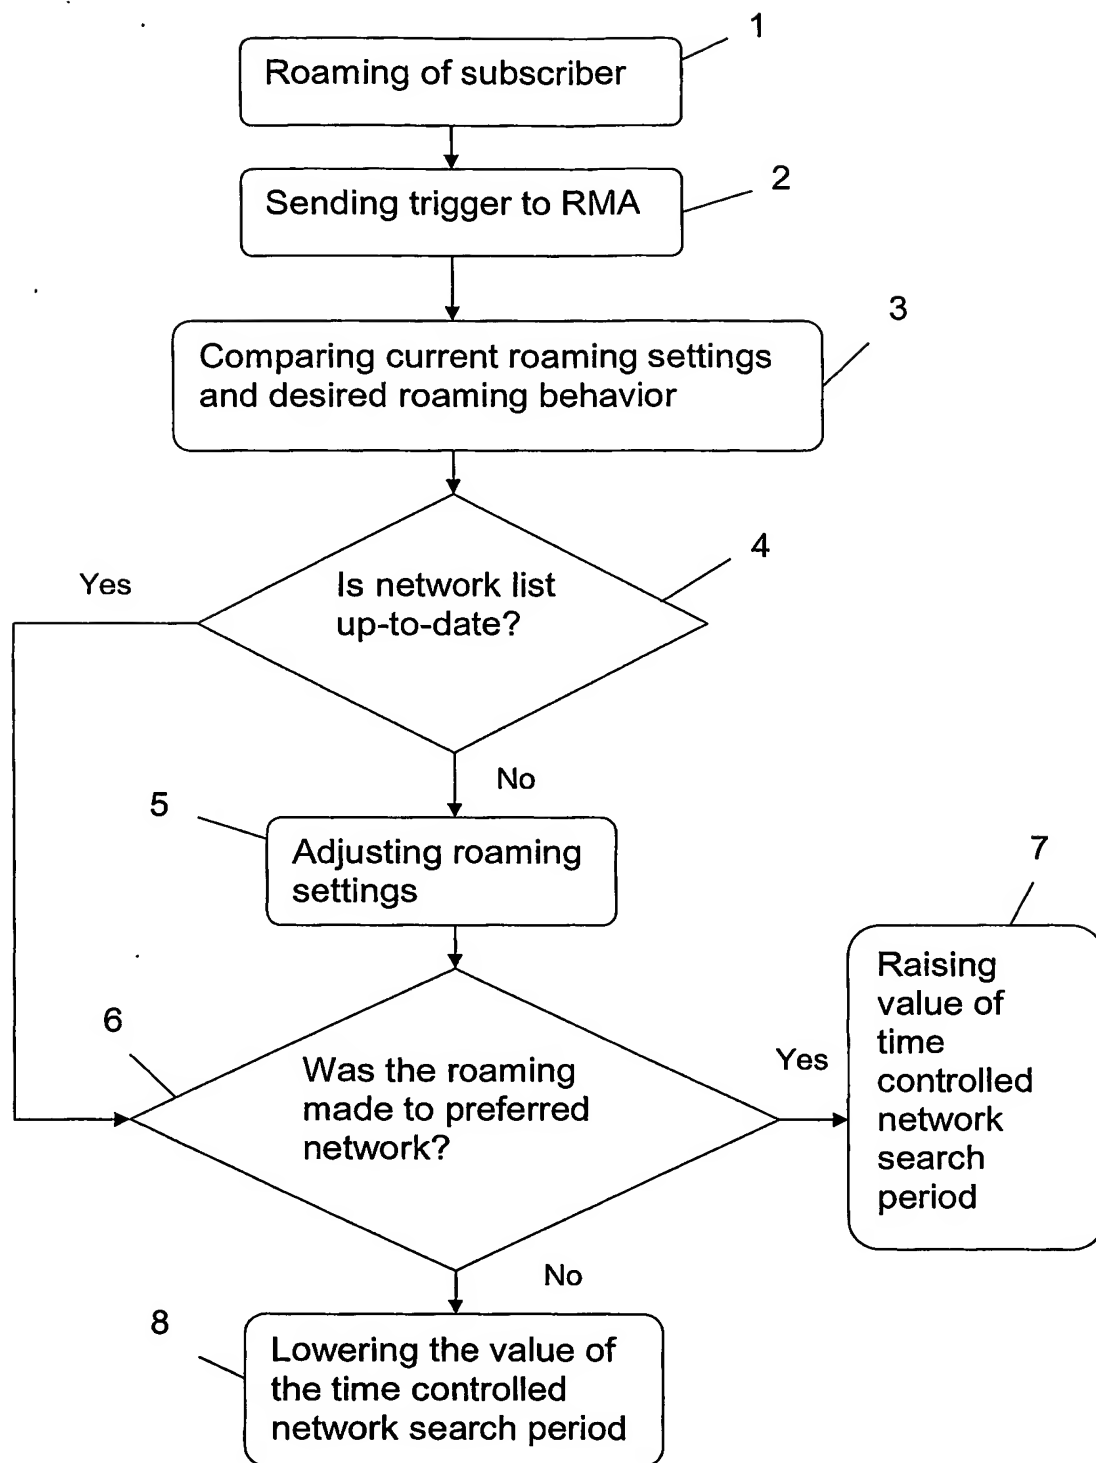 1
Roaming of subscriber
2
Sending trigger to RMA
3
Comparing current roaming settings
and desired roaming behavior
4
Yes
Is network list
up-to-date?
No
5
Adjusting roaming
settings
7
Raising
value of
time
controlled
network
search
period
6
Was the roaming
made to preferred
network?
Yes
No
8
Lowering the value of
the time controlled
network search period